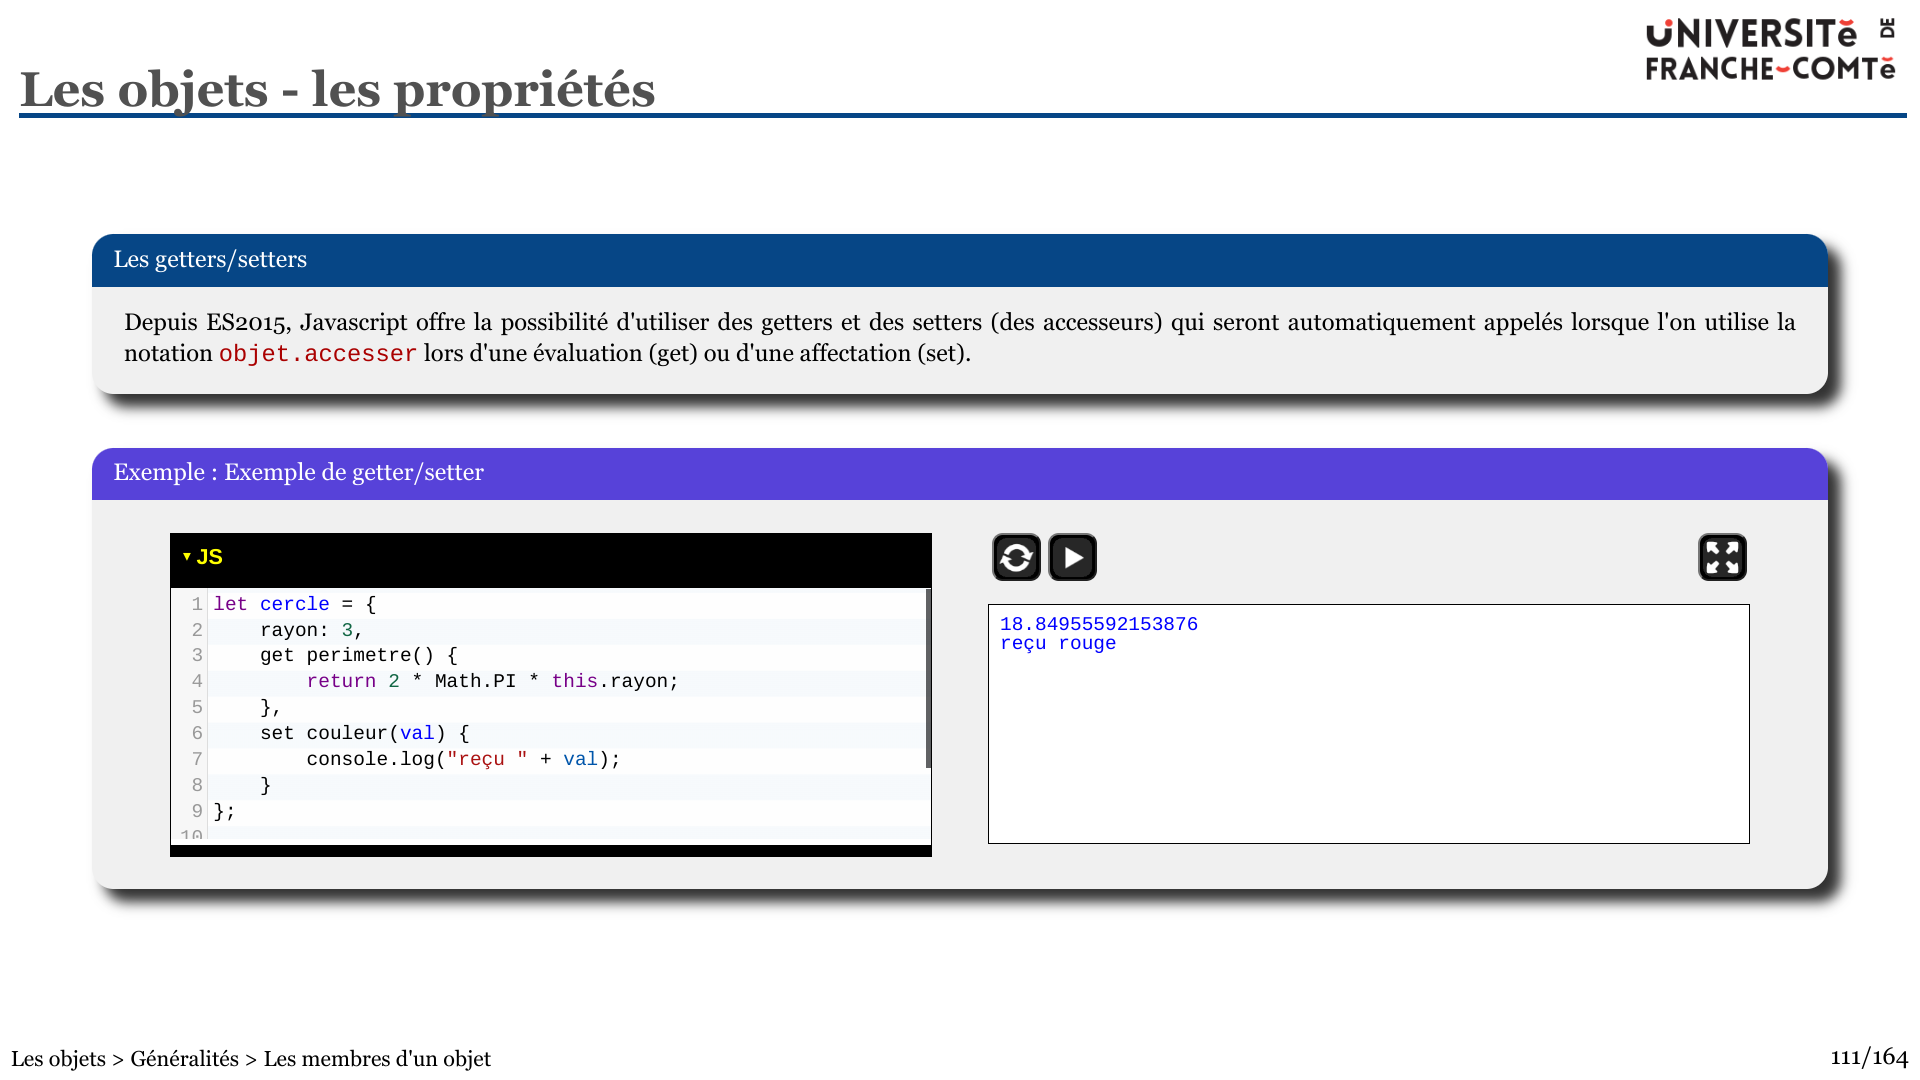 UNIVERSITĕ DE
FRANCHE-COMTĕ
Les objets - les propriétés
Les getters/setters
Depuis ES2015, Javascript offre la possibilité d'utiliser des getters et des setters (des accesseurs) qui seront automatiquement appelés lorsque l'on utilise la
notation objet.accesser lors d'une évaluation (get) ou d'une affectation (set).
Exemple : Exemple de getter/setter
▼ JS
1 let cercle = {
2     rayon: 3,
3     get perimetre() {
4         return 2 * Math.PI * this.rayon;
5     },
6     set couleur(val) {
7         console.log("reçu " + val);
8     }
9 };
10
18.84955592153876
reçu rouge
Les objets > Généralités > Les membres d'un objet
111/164